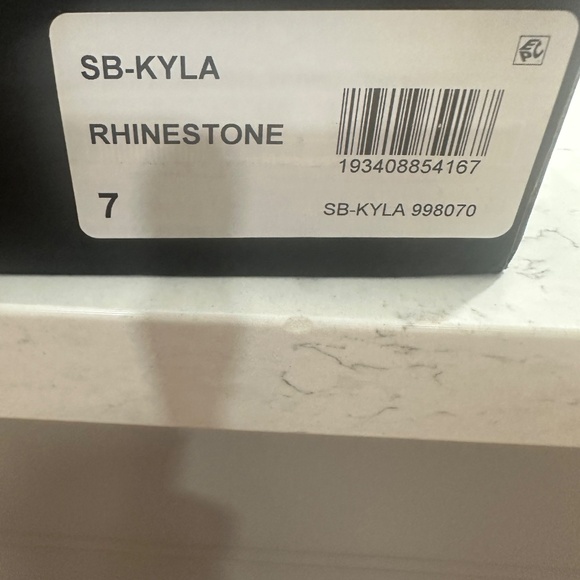 SB-KYLA
RHINESTONE
193408854167
7
SB-KYLA 998070